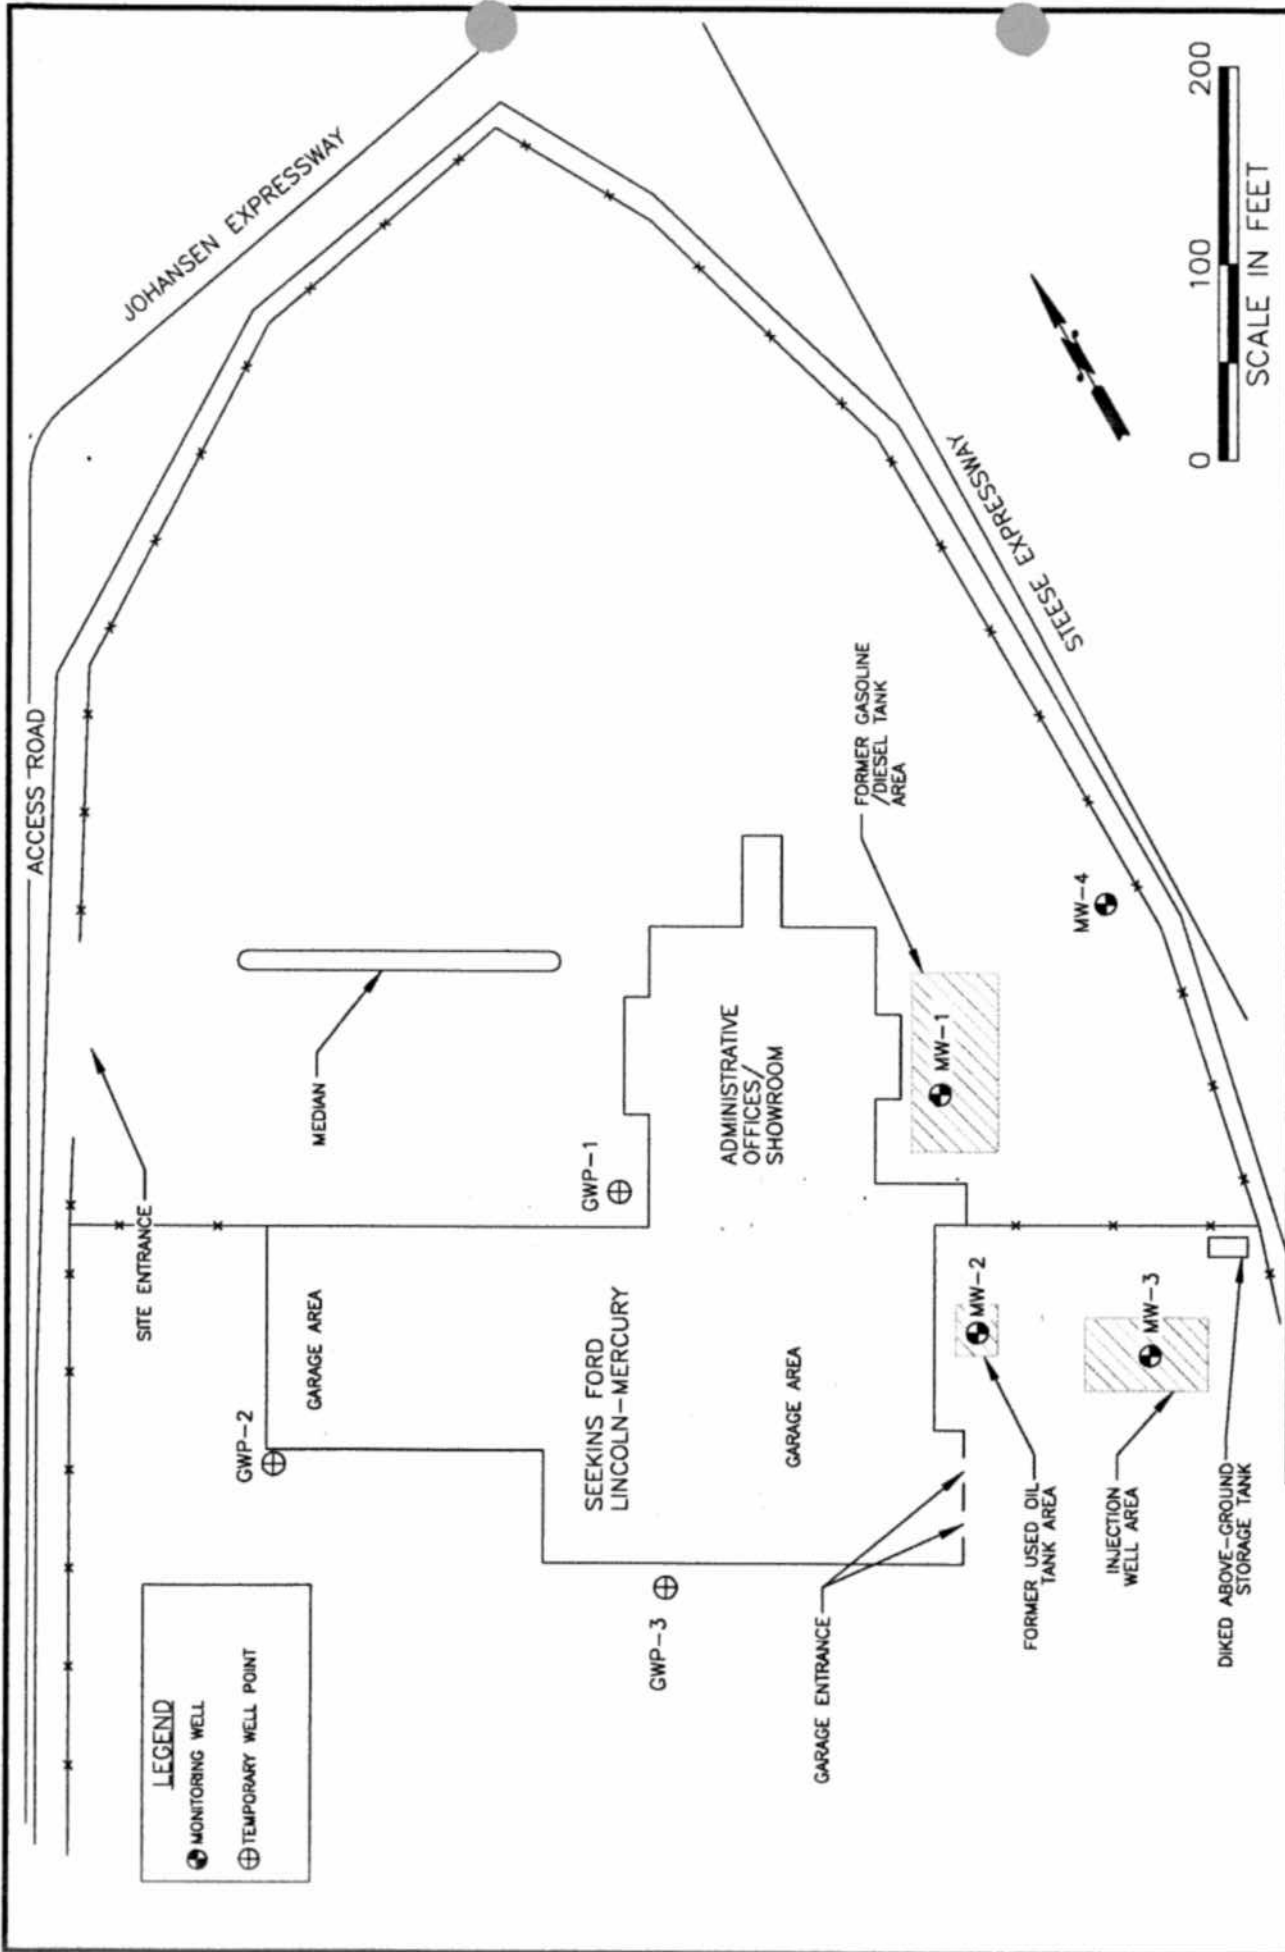 ACCESS ROAD
JOHANSEN EXPRESSWAY
LEGEND
MONITORING WELL
TEMPORARY WELL POINT
SITE ENTRANCE
MEDIAN
GWP-2
GARAGE AREA
GWP-1
SEEKINS FORD
LINCOLN-MERCURY
GWP-3
ADMINISTRATIVE
OFFICES/
SHOWROOM
GARAGE AREA
GARAGE ENTRANCE
FORMER GASOLINE
/DIESEL TANK
AREA
MW-1
MW-2
MW-3
MW-4
FORMER USED OIL
TANK AREA
INJECTION
WELL AREA
DIKED ABOVE-GROUND
STORAGE TANK
STEESE EXPRESSWAY
0 100 200
SCALE IN FEET